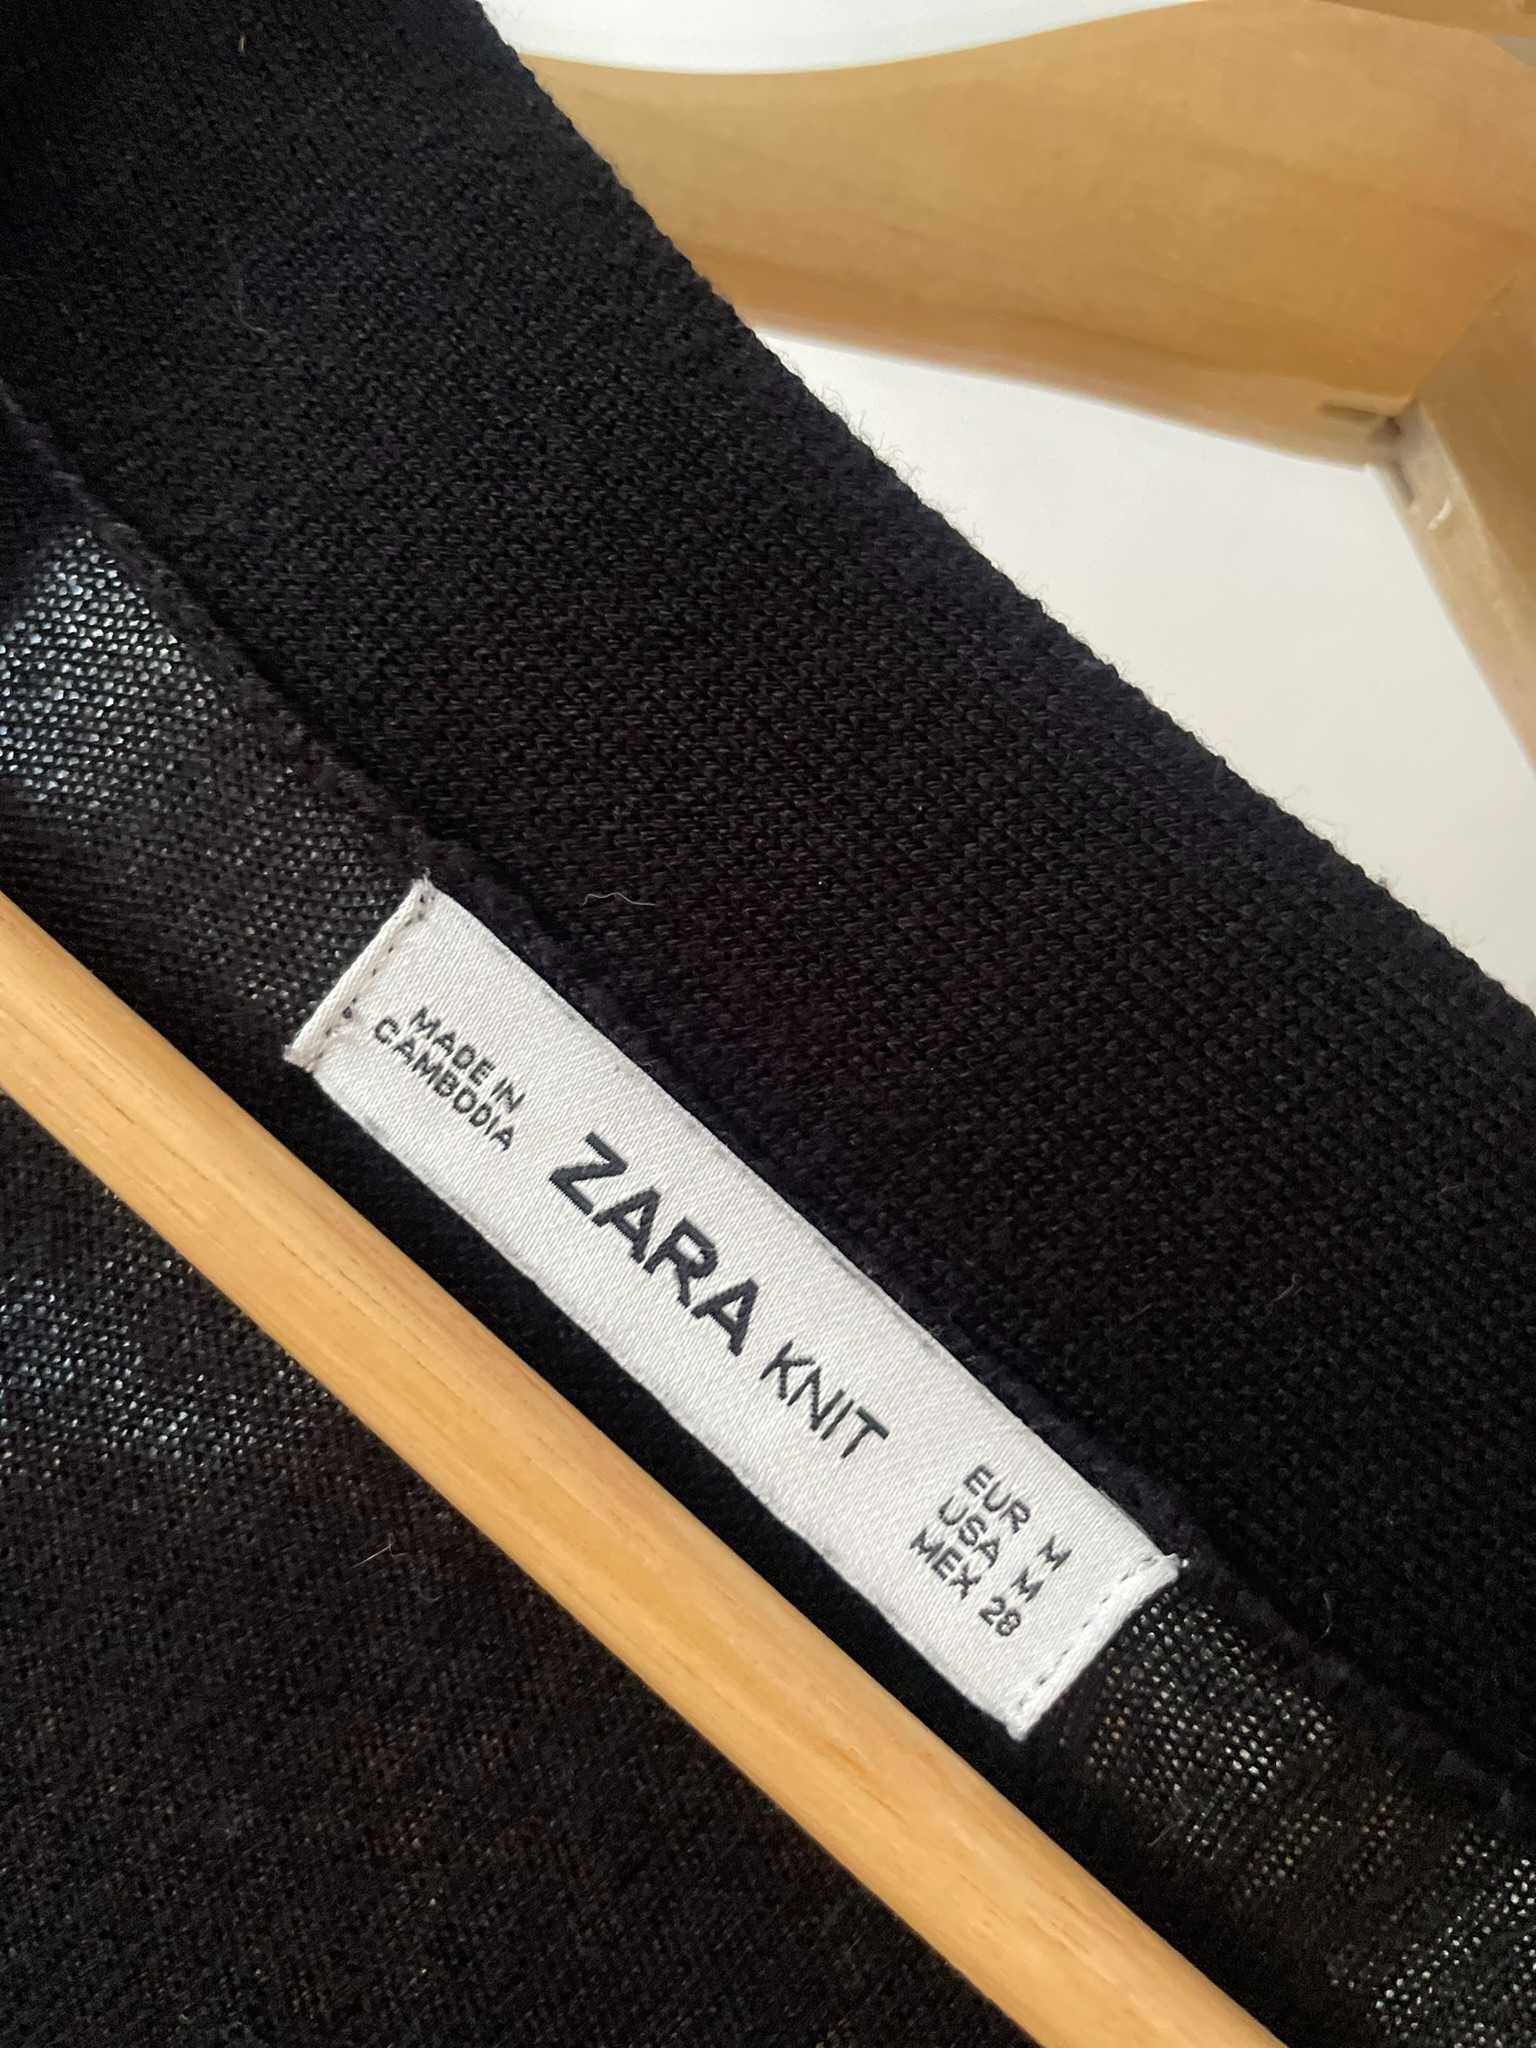 MADE IN
CAMBODIA
ZARA KNIT
EUR M
USA M
MEX 28